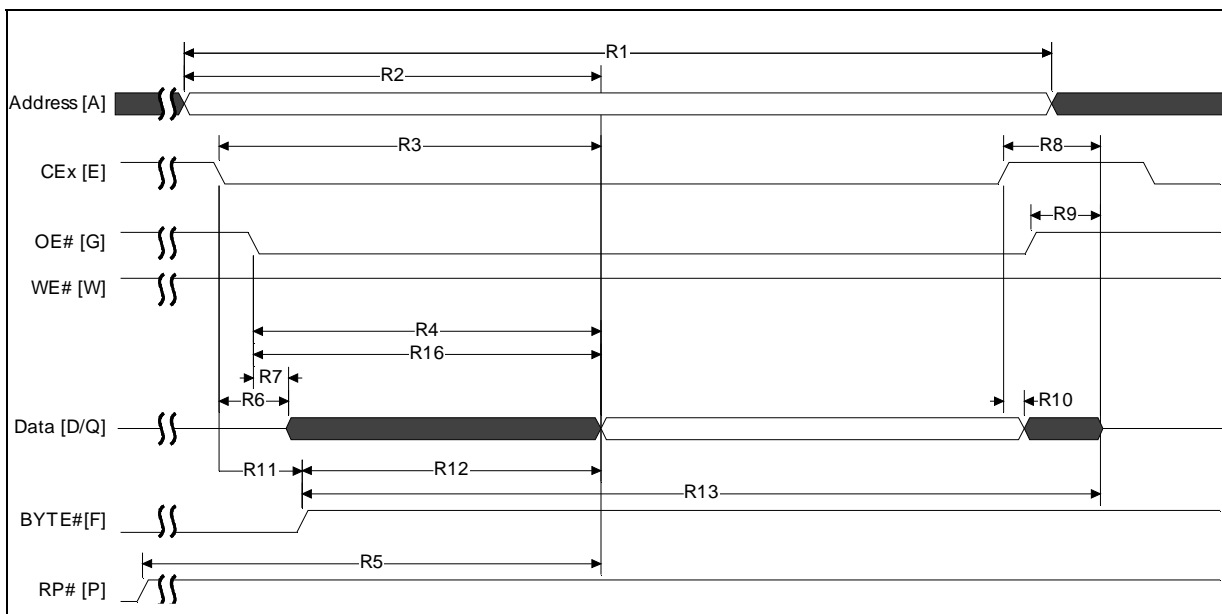 R1
R2
Address [A]
R3
R8
CEx [E]
R9
OE# [G]
WE# [W]
R4
R16
R7
R6
R10
Data [D/Q]
R11
R12
R13
BYTE#[F]
R5
RP# [P]